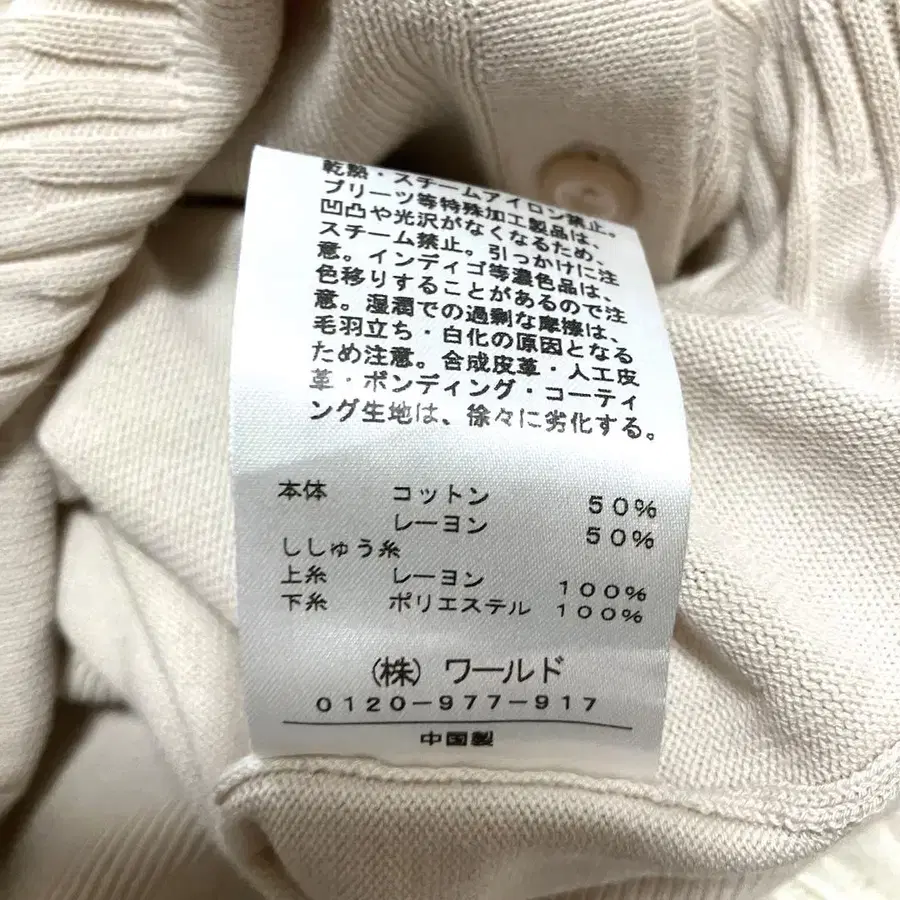 乾熱・スチームアイロン禁止。
プリーツ等特殊加工製品は、
凹凸や光沢がなくなるため、
スチーム禁止。引っかけに注
意。インディゴ等濃色品は、
色移りすることがあるので注
意。湿潤での過剰な摩擦は、
毛羽立ち・白化の原因となる
ため注意。合成皮革・人工皮
革・ボンディング・コーティ
ング生地は、徐々に劣化する。
本体 コットン 50%
レーヨン 50%
ししゅう糸
上糸 レーヨン 100%
下糸 ポリエステル 100%
(株) ワールド
0120-977-917
中国製